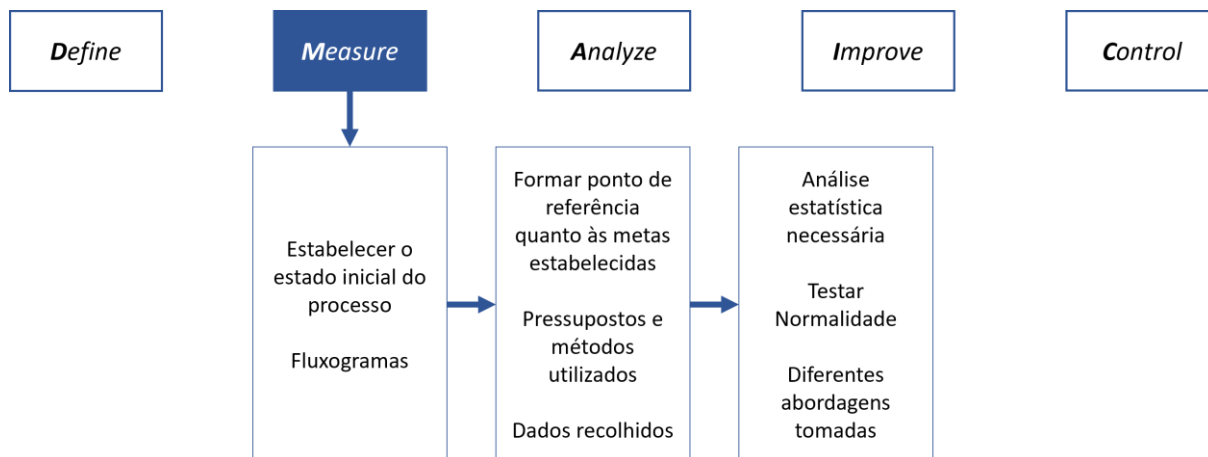 Define
Measure
Analyze
Improve
Control
Estabelecer o
estado inicial do
processo
Fluxogramas
Formar ponto de
referência
quanto às metas
estabelecidas
Pressupostos e
métodos
utilizados
Dados recolhidos
Análise
estatística
necessária
Testar
Normalidade
Diferentes
abordagens
tomadas